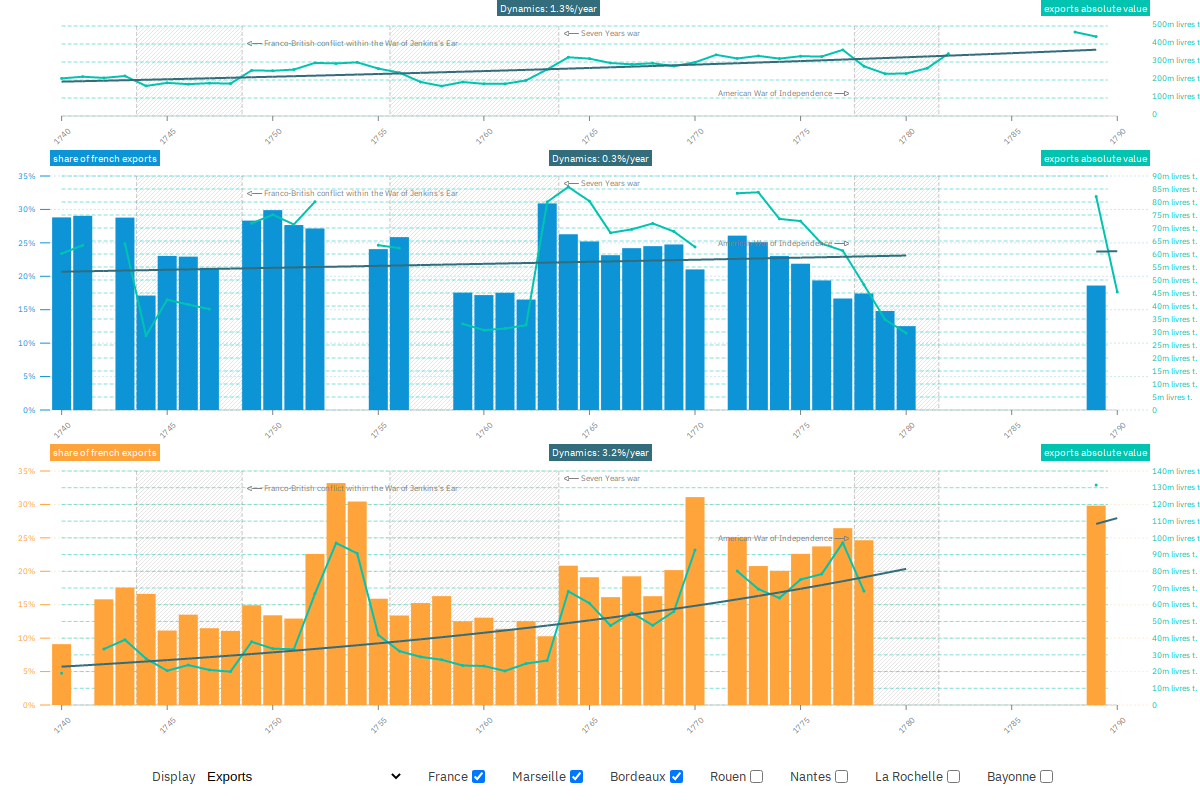 Dynamics: 1.3%/year exports absolute value
500m livres t
Seven Years war
Franco-British conflict within the War of Jenkins's Ear
400m livres t
300m livres t
200m livres t
American War of Independence
100m livres t
0
1740 1745 1750 1755 1760 1765 1770 1775 1780 1785 1790
share of french exports Dynamics: 0.3%/year exports absolute value
35% 90m livres t.
Seven Years war
85m livres t.
Franco-British conflict within the War of Jenkins's Ear
80m livres t.
30% 75m livres t.
70m livres t.
25% American War of Independence 65m livres t.
60m livres t.
55m livres t.
20% 50m livres t.
45m livres t.
15% 40m livres t.
35m livres t.
30m livres t.
10% 25m livres t.
20m livres t.
5% 15m livres t.
10m livres t.
5m livres t.
0% 0
1740 1745 1750 1755 1760 1765 1770 1775 1780 1785 1790
share of french exports Dynamics: 3.2%/year exports absolute value
35% 140m livres t
Seven Years war
Franco-British conflict within the War of Jenkins's Ear 130m livres t
30% 120m livres t
110m livres t
25% American War of Independence 100m livres t
90m livres t.
20% 80m livres t.
70m livres t.
15% 60m livres t.
50m livres t.
10% 40m livres t.
30m livres t.
5% 20m livres t.
10m livres t.
0% 0
1740 1745 1750 1755 1760 1765 1770 1775 1780 1785 1790
Display Exports France Marseille Bordeaux Rouen Nantes La Rochelle Bayonne